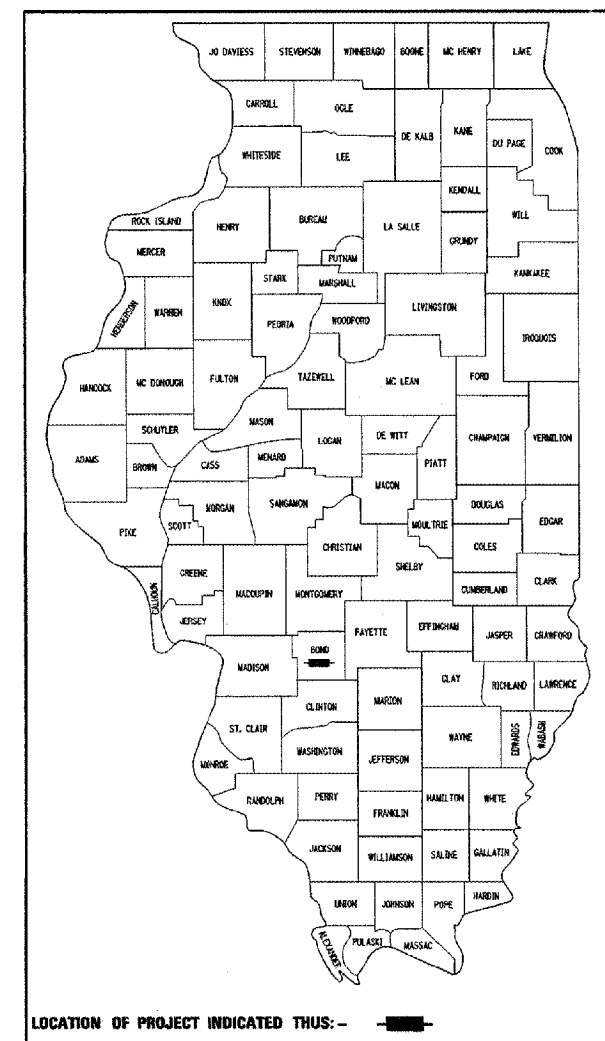 JO DAVIESS STEVENSON WINNEBAGO BOONE MC HENRY LAKE
CARROLL OGLE DE KALB KANE DU PAGE COOK
WHITESIDE LEE
KENDALL
ROCK ISLAND HENRY BUREAU LA SALLE GRUNDY WILL
MERCER PUTNAM
STARK MARSHALL KANKAKEE
HENDERSON WARREN KNOX PEORIA WOODFORD LIVINGSTON IROQUOIS
HANCOCK MC DONOUGH FULTON TAZEWELL MC LEAN FORD
SCHUYLER MASON
ADAMS BROWN CASS MENARD LOGAN DE WITT PIATT CHAMPAIGN VERMILION
MACON
PIKE SCOTT MORGAN SANGAMON CHRISTIAN MOULTRIE DOUGLAS EDGAR
COLES
SHELBY
CALHOUN GREENE MACOUPIN MONTGOMERY CUMBERLAND CLARK
JERSEY FAYETTE EFFINGHAM JASPER CRAWFORD
MADISON BOND
CLAY RICHLAND LAWRENCE
CLINTON MARION
ST. CLAIR WASHINGTON WAYNE EDWARDS WABASH
MONROE JEFFERSON
RANDOLPH PERRY HAMILTON WHITE
FRANKLIN
JACKSON WILLIAMSON SALINE GALLATIN
UNION JOHNSON POPE HARDIN
ALEXANDER PULASKI MASSAC
LOCATION OF PROJECT INDICATED THUS: -